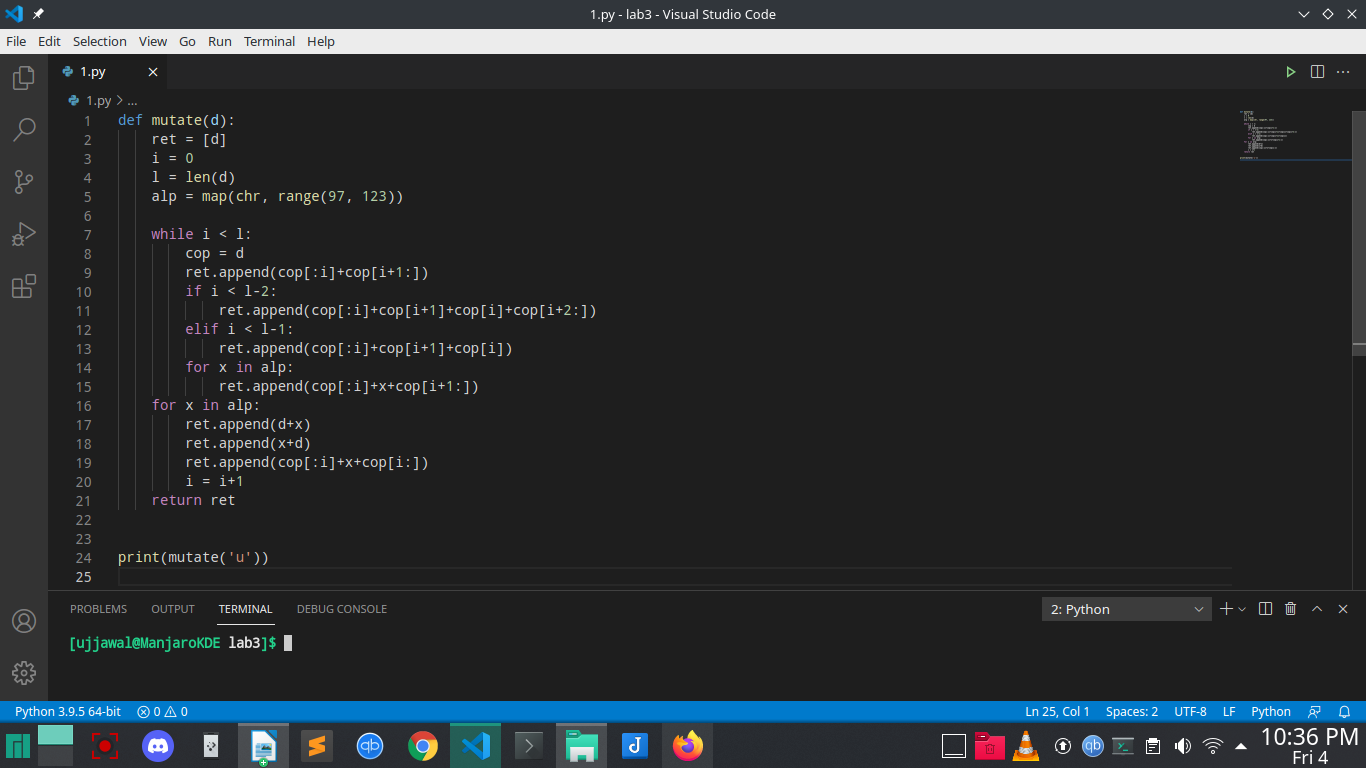 1.py - lab3 - Visual Studio Code
File Edit Selection View Go Run Terminal Help
1.py
1.py > ...
1 def mutate(d):
2     ret = [d]
3     i = 0
4     l = len(d)
5     alp = map(chr, range(97, 123))
6
7     while i < l:
8         cop = d
9         ret.append(cop[:i]+cop[i+1:])
10         if i < l-2:
11             ret.append(cop[:i]+cop[i+1]+cop[i]+cop[i+2:])
12         elif i < l-1:
13             ret.append(cop[:i]+cop[i+1]+cop[i])
14         for x in alp:
15             ret.append(cop[:i]+x+cop[i+1:])
16     for x in alp:
17         ret.append(d+x)
18         ret.append(x+d)
19         ret.append(cop[:i]+x+cop[i:])
20         i = i+1
21     return ret
22
23
24 print(mutate('u'))
25
PROBLEMS OUTPUT TERMINAL DEBUG CONSOLE 2: Python
[ujjawal@ManjaroKDE lab3]$
Python 3.9.5 64-bit 0 0 Ln 25, Col 1 Spaces: 2 UTF-8 LF Python
10:36 PM
Fri 4